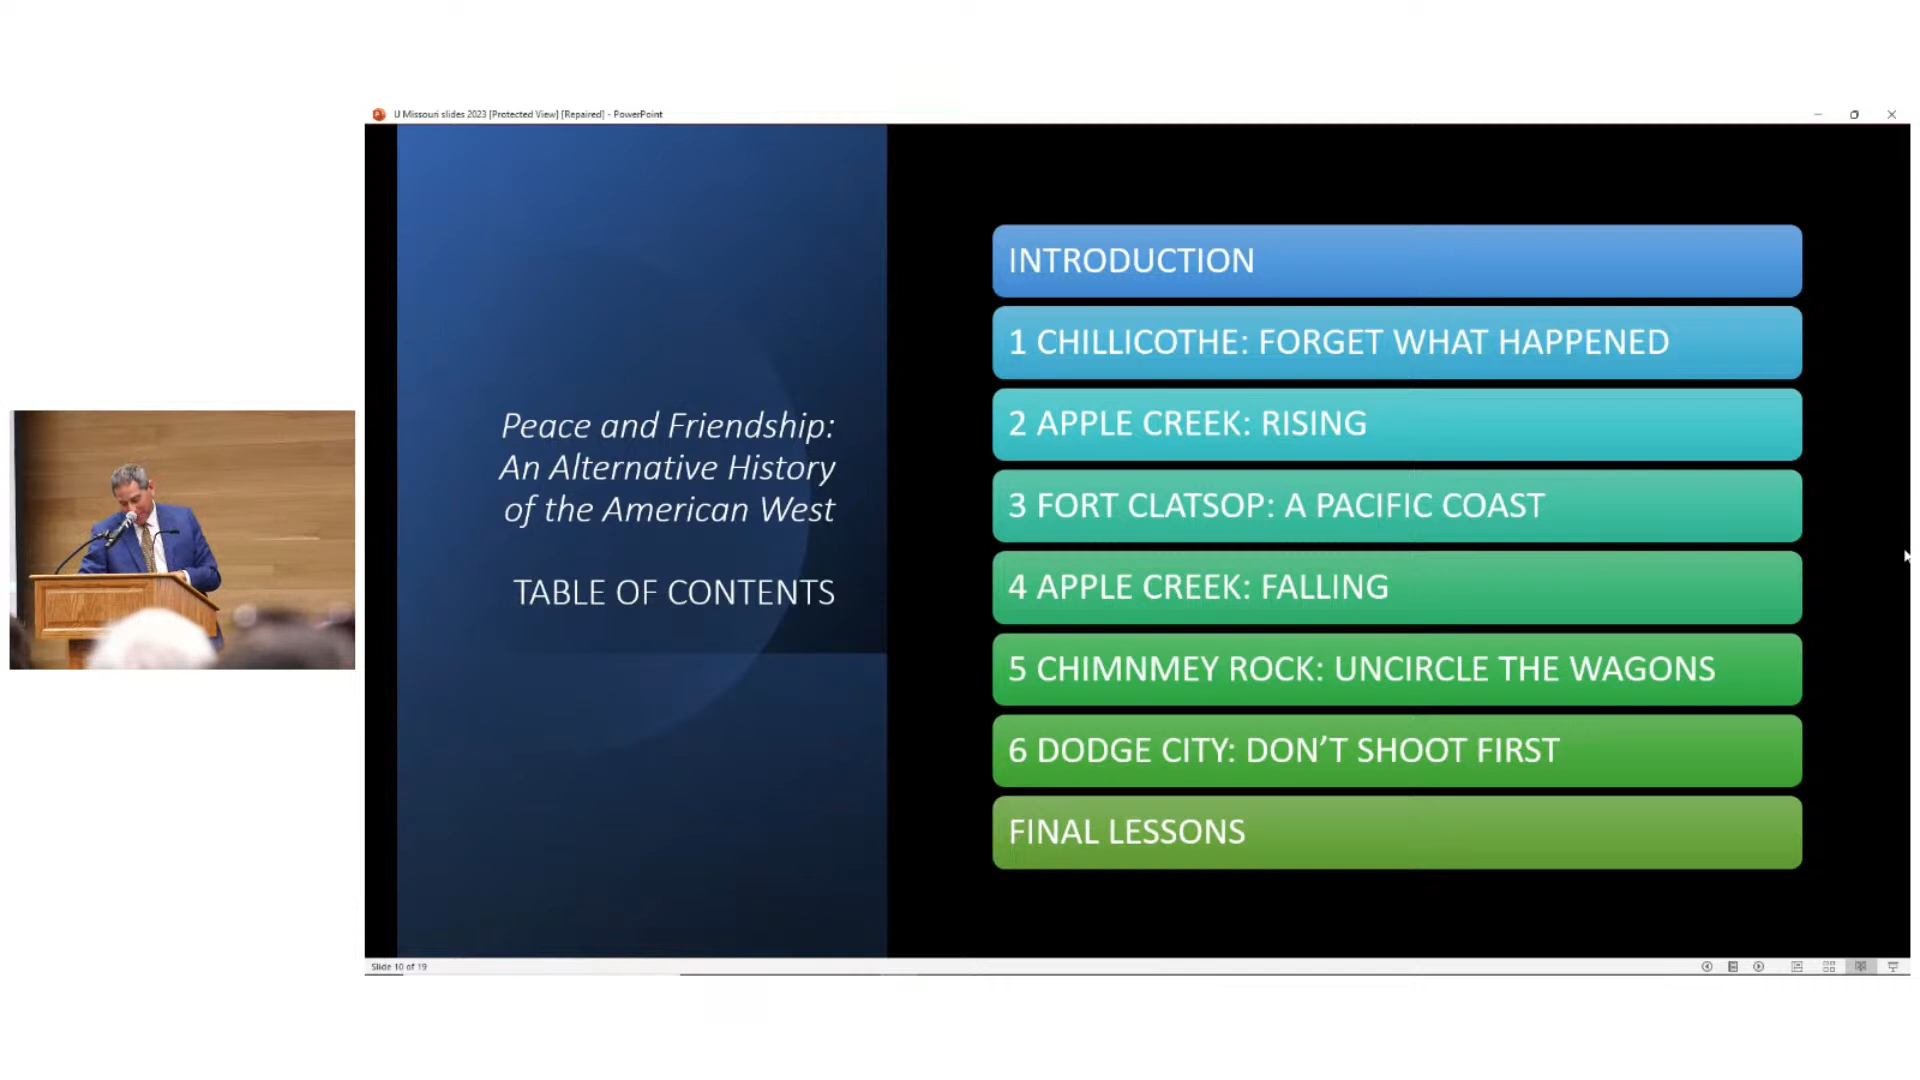 U Missouri slides 2023 [Protected View] [Repaired] - PowerPoint
Peace and Friendship:
An Alternative History
of the American West
TABLE OF CONTENTS
INTRODUCTION
1 CHILLICOTHE: FORGET WHAT HAPPENED
2 APPLE CREEK: RISING
3 FORT CLATSOP: A PACIFIC COAST
4 APPLE CREEK: FALLING
5 CHIMNMEY ROCK: UNCIRCLE THE WAGONS
6 DODGE CITY: DON’T SHOOT FIRST
FINAL LESSONS
Slide 10 of 19